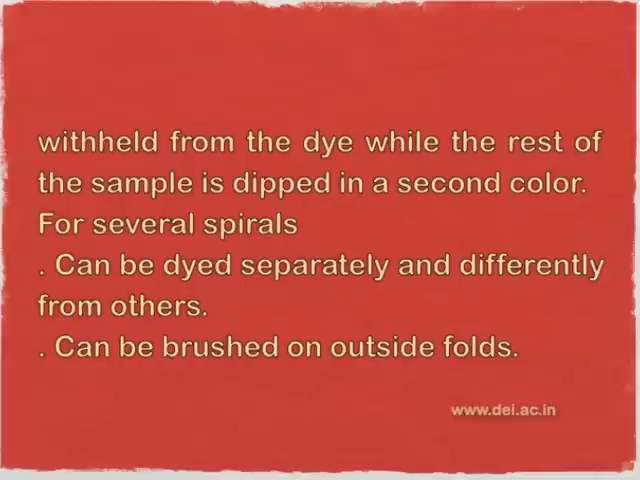 withheld from the dye while the rest of
the sample is dipped in a second color.
For several spirals
. Can be dyed separately and differently
from others.
. Can be brushed on outside folds.
www.dei.ac.in